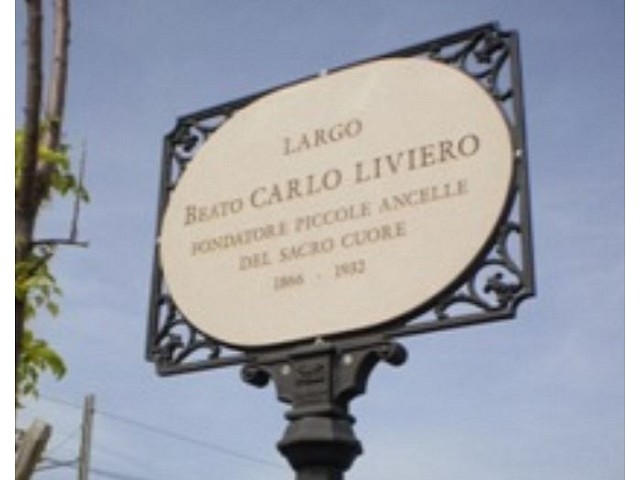 LARGO
BEATO CARLO LIVIERO
FONDATORE PICCOLE ANCELLE
DEL SACRO CUORE
1866 - 1932